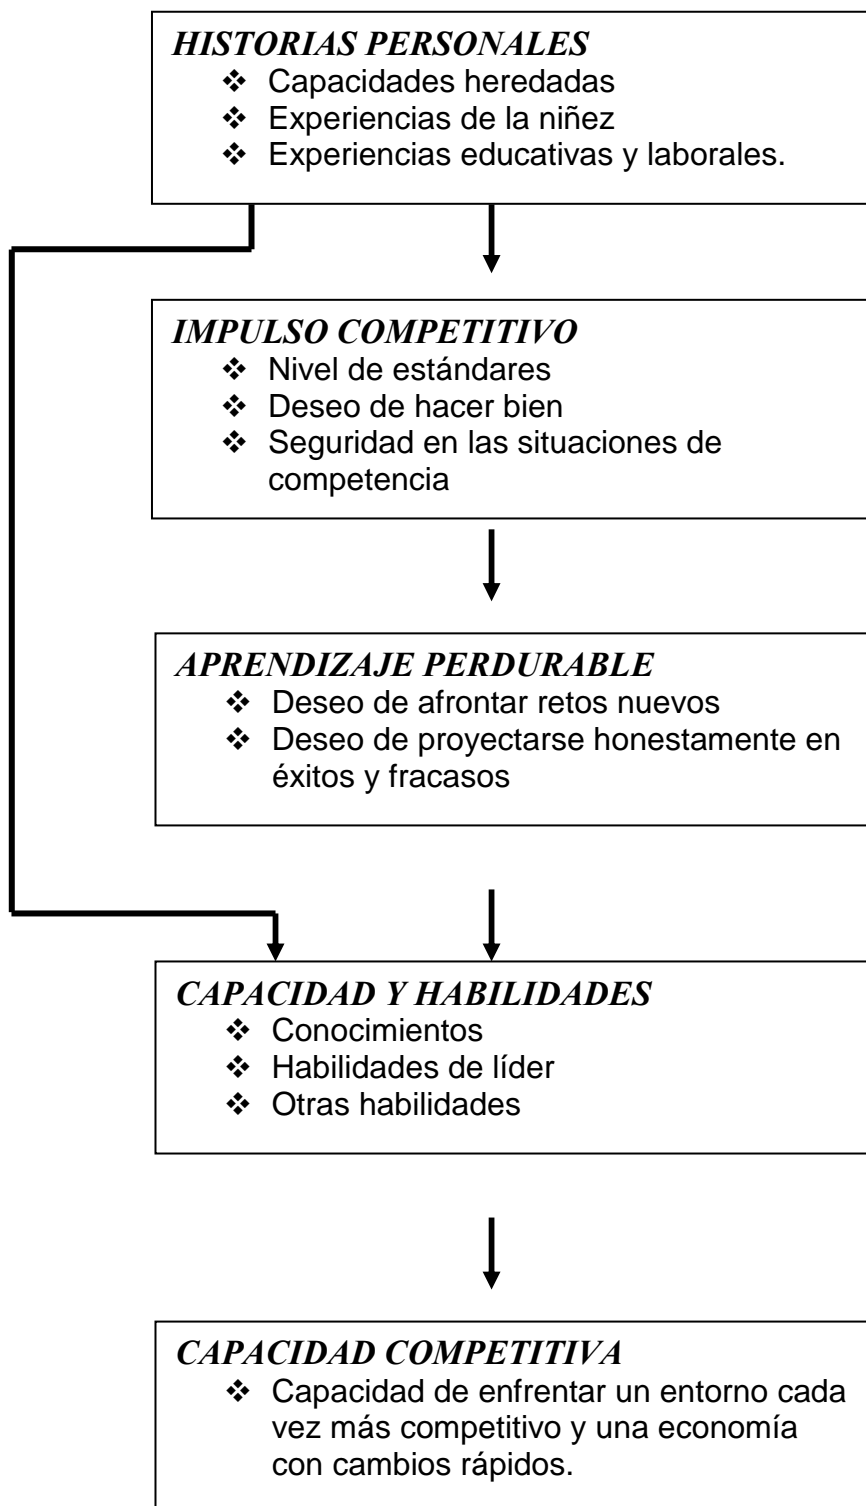 HISTORIAS PERSONALES
❖ Capacidades heredadas
❖ Experiencias de la niñez
❖ Experiencias educativas y laborales.
IMPULSO COMPETITIVO
❖ Nivel de estándares
❖ Deseo de hacer bien
❖ Seguridad en las situaciones de
competencia
APRENDIZAJE PERDURABLE
❖ Deseo de afrontar retos nuevos
❖ Deseo de proyectarse honestamente en
éxitos y fracasos
CAPACIDAD Y HABILIDADES
❖ Conocimientos
❖ Habilidades de líder
❖ Otras habilidades
CAPACIDAD COMPETITIVA
❖ Capacidad de enfrentar un entorno cada
vez más competitivo y una economía
con cambios rápidos.